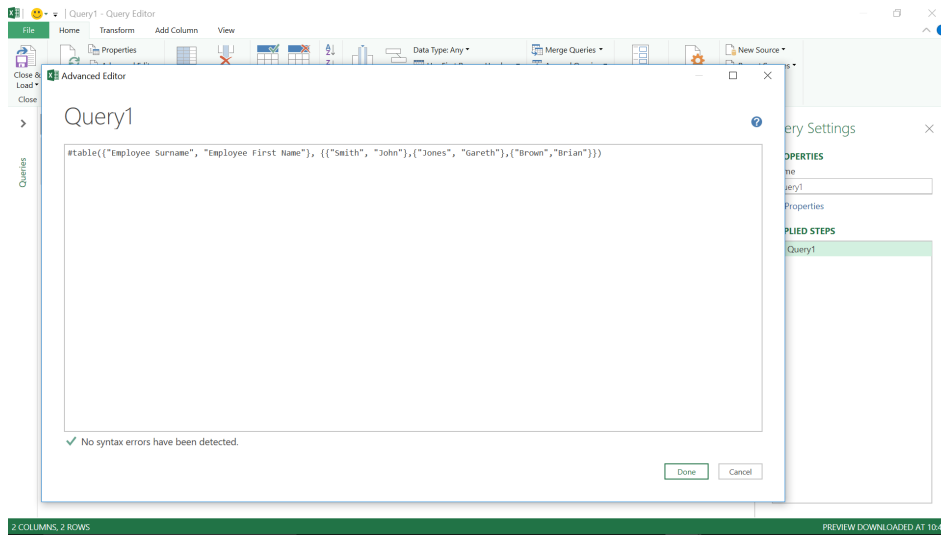 Query1 - Query Editor
File Home Transform Add Column View
Properties
Data Type: Any
Merge Queries
New Source
Close &
Load
Close
Advanced Editor
Query1
#table({"Employee Surname", "Employee First Name"}, {{"Smith", "John"},{"Jones", "Gareth"},{"Brown","Brian"}})
Queries
ery Settings
OPERTIES
me
uery1
Properties
PLIED STEPS
Query1
No syntax errors have been detected.
Done Cancel
2 COLUMNS, 2 ROWS
PREVIEW DOWNLOADED AT 10:4